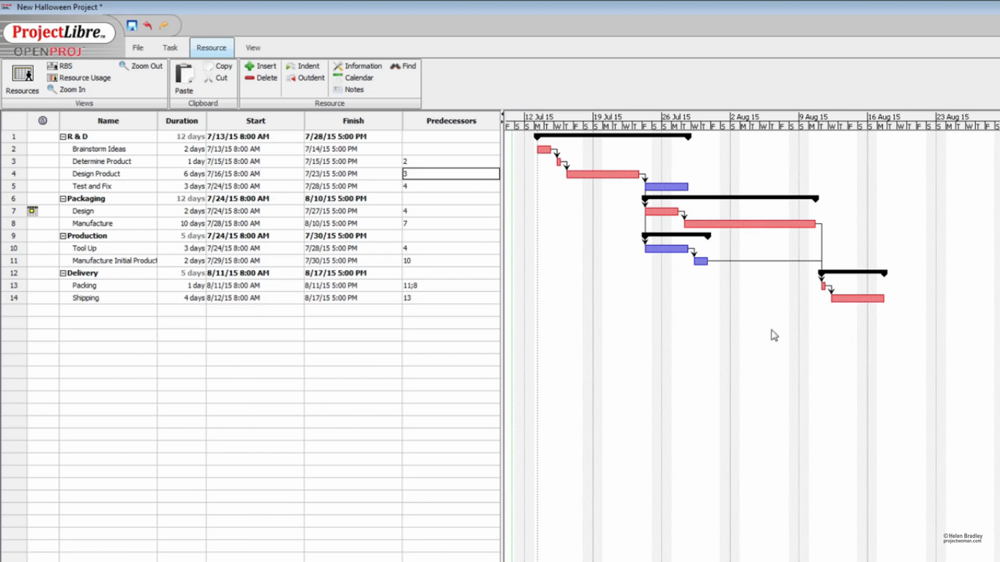 New Halloween Project *
ProjectLibre™
OPENPROJ
File Task Resource View
Resources
RBS
Resource Usage
Zoom In
Zoom Out
Views
Paste
Copy
Cut
Clipboard
Insert
Delete
Indent
Outdent
Information
Calendar
Notes
Find
Resource
Name Duration Start Finish Predecessors
1 R & D 12 days 7/13/15 8:00 AM 7/28/15 5:00 PM
2 Brainstorm Ideas 2 days 7/13/15 8:00 AM 7/14/15 5:00 PM
3 Determine Product 1 day 7/15/15 8:00 AM 7/15/15 5:00 PM 2
4 Design Product 6 days 7/16/15 8:00 AM 7/23/15 5:00 PM 3
5 Test and Fix 3 days 7/24/15 8:00 AM 7/28/15 5:00 PM 4
6 Packaging 12 days 7/24/15 8:00 AM 8/10/15 5:00 PM
7 Design 2 days 7/24/15 8:00 AM 7/27/15 5:00 PM 4
8 Manufacture 10 days 7/28/15 8:00 AM 8/10/15 5:00 PM 7
9 Production 5 days 7/24/15 8:00 AM 7/30/15 5:00 PM
10 Tool Up 3 days 7/24/15 8:00 AM 7/28/15 5:00 PM 4
11 Manufacture Initial Product 2 days 7/29/15 8:00 AM 7/30/15 5:00 PM 10
12 Delivery 5 days 8/11/15 8:00 AM 8/17/15 5:00 PM
13 Packing 1 day 8/11/15 8:00 AM 8/11/15 5:00 PM 11;8
14 Shipping 4 days 8/12/15 8:00 AM 8/17/15 5:00 PM 13
12 Jul 15 19 Jul 15 26 Jul 15 2 Aug 15 9 Aug 15 16 Aug 15 23 Aug 15
F S S M T W T F S S M T W T F S S M T W T F S S M T W T F S S M T W T F S S M T W T F S S M T W T F S
©Helen Bradley
projectwoman.com